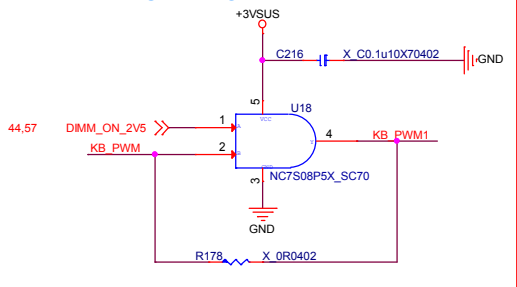 +3VSUS
C216 X_C0.1u10X70402
GND
5
U18
VCC
44,57 DIMM_ON_2V5 1
A
4
KB_PWM1
KB_PWM 2
B
Y
GND
NC7S08P5X_SC70
3
GND
R178 X_0R0402